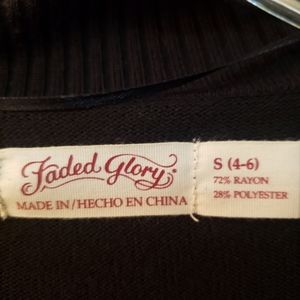 Faded Glory®
MADE IN/HECHO EN CHINA
S (4-6)
72% RAYON
28% POLYESTER